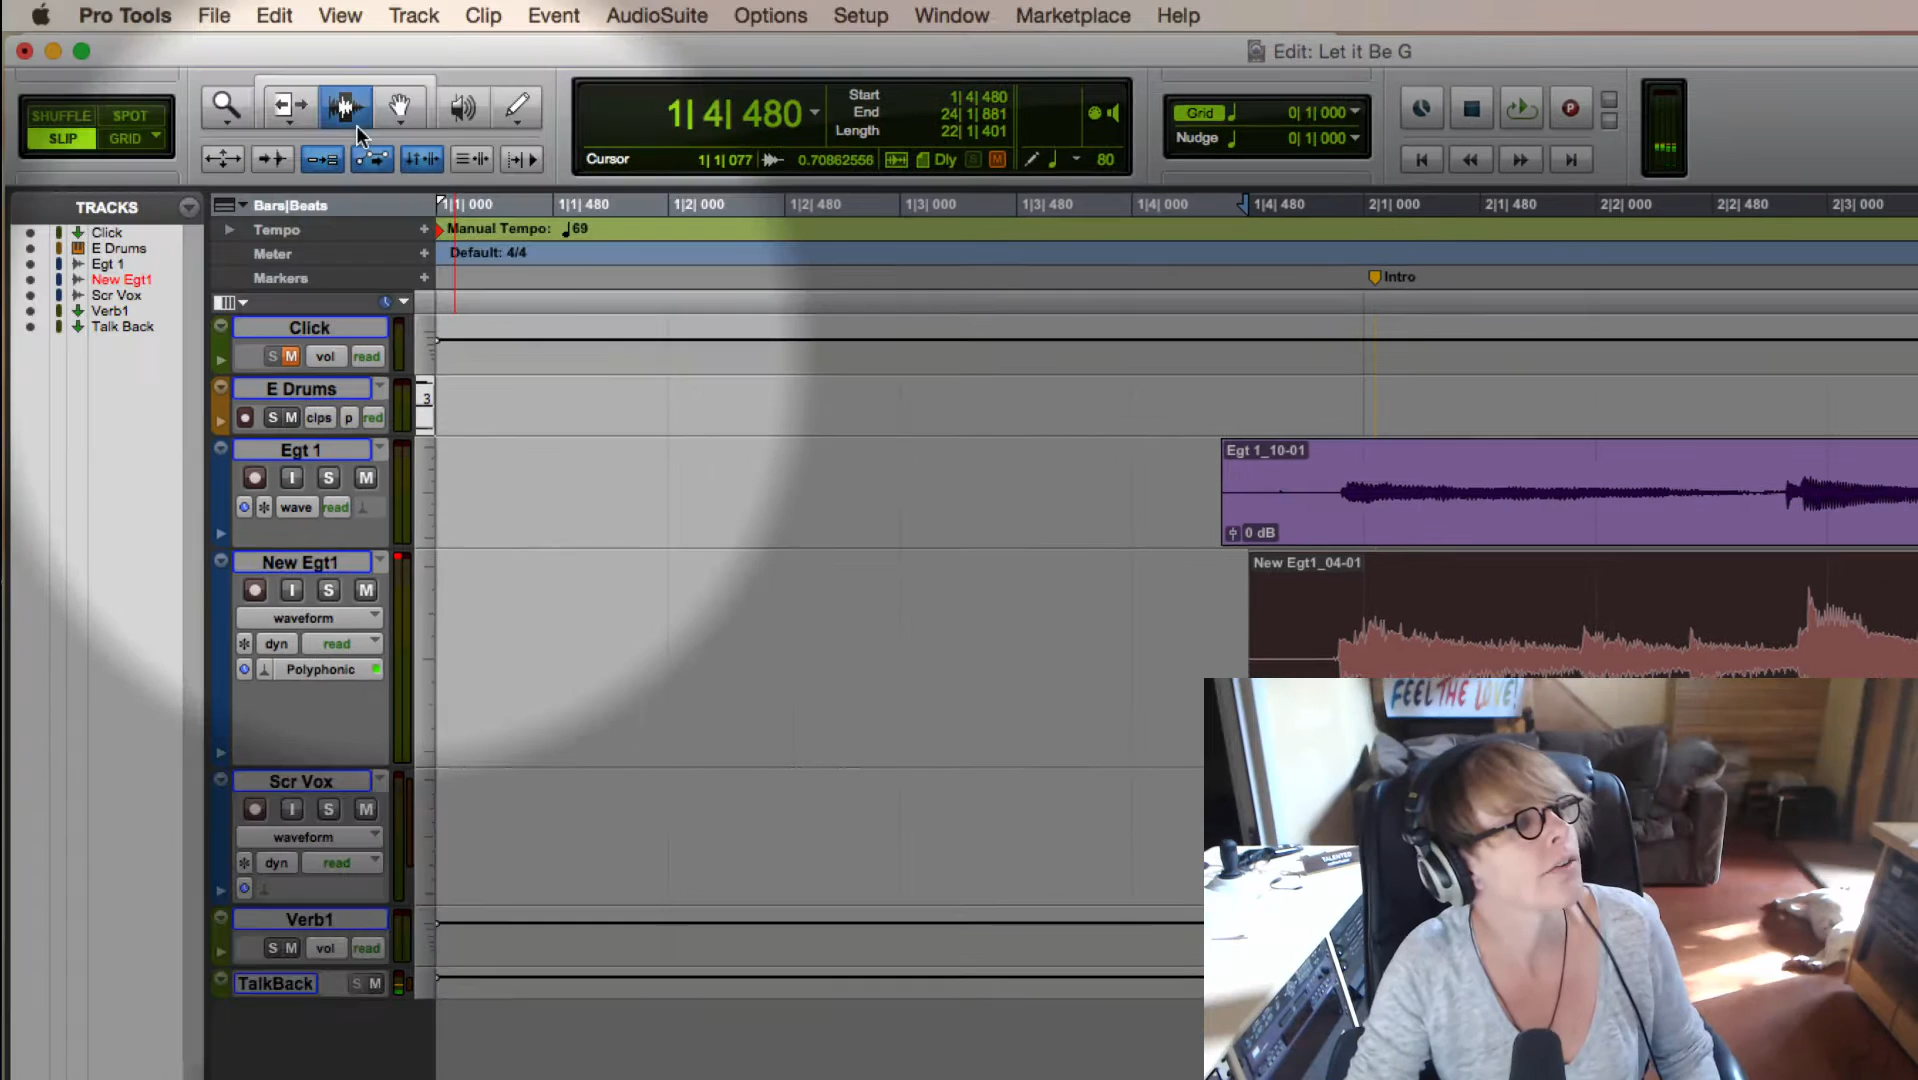 Pro Tools File Edit View Track Clip Event AudioSuite Options Setup Window Marketplace Help
Edit: Let it Be G
SHUFFLE SPOT
SLIP GRID
1| 4| 480
Start 1| 4| 480
End 24| 1| 881
Length 22| 1| 401
Cursor 1| 1| 077 0.70862556 Dly S M 80
Grid 0| 1| 000
Nudge 0| 1| 000
TRACKS
Click
E Drums
Egt 1
New Egt1
Scr Vox
Verb1
Talk Back
Bars|Beats 1|1| 000 1|1| 480 1|2| 000 1|2| 480 1|3| 000 1|3| 480 1|4| 000 1|4| 480 2|1| 000 2|1| 480 2|2| 000 2|2| 480 2|3| 000
Tempo + Manual Tempo: 69
Meter + Default: 4/4
Markers + Intro
Click
S M vol read
E Drums
S M clps p red
3
Egt 1
I S M
wave read
Egt 1_10-01
0 dB
New Egt1
I S M
waveform
dyn read
Polyphonic
New Egt1_04-01
Scr Vox
I S M
waveform
dyn read
Verb1
S M vol read
TalkBack S M
FEEL THE LOVE!
TALENTED